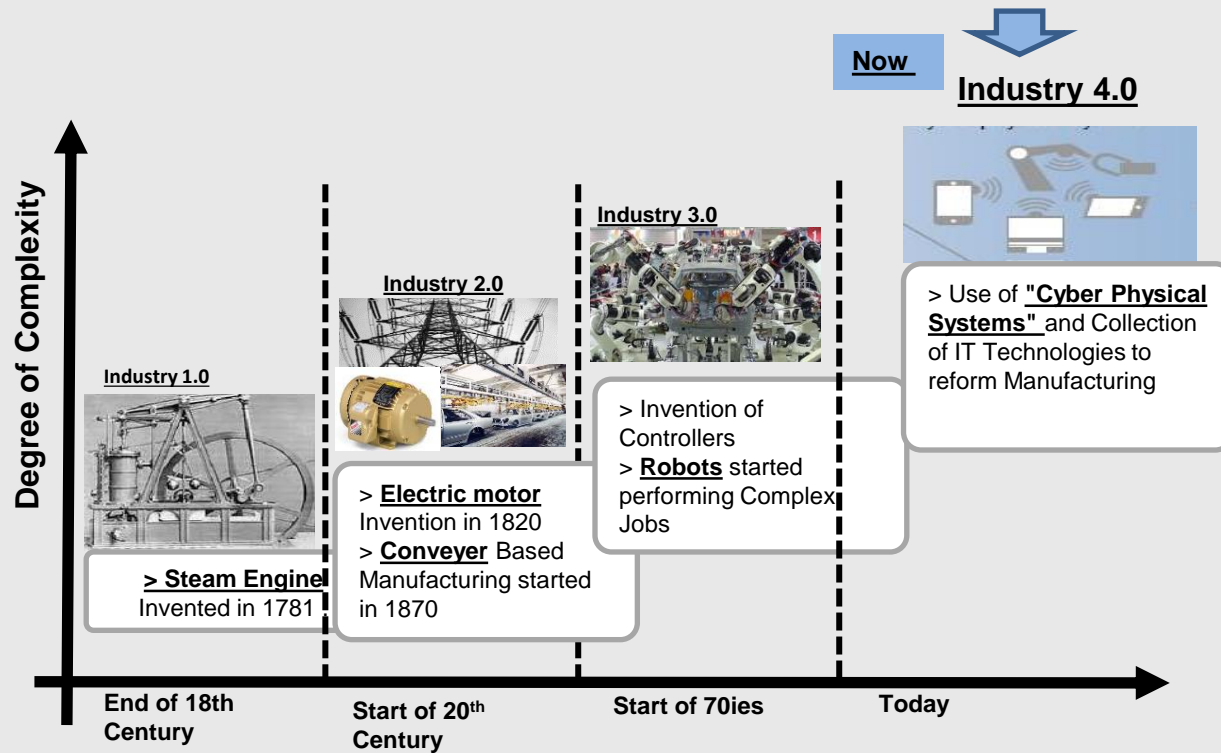 Now
Industry 4.0
Degree of Complexity
Industry 1.0
> Steam Engine
Invented in 1781
Industry 2.0
> Electric motor
Invention in 1820
> Conveyer Based
Manufacturing started
in 1870
Industry 3.0
> Invention of
Controllers
> Robots started
performing Complex
Jobs
> Use of "Cyber Physical
Systems" and Collection
of IT Technologies to
reform Manufacturing
End of 18th
Century
Start of 20th
Century
Start of 70ies
Today